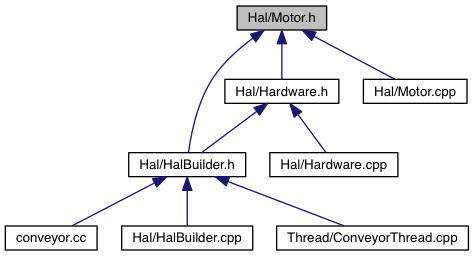 Hal/Motor.h
Hal/Hardware.h
Hal/Motor.cpp
Hal/HalBuilder.h
Hal/Hardware.cpp
conveyor.cc
Hal/HalBuilder.cpp
Thread/ConveyorThread.cpp